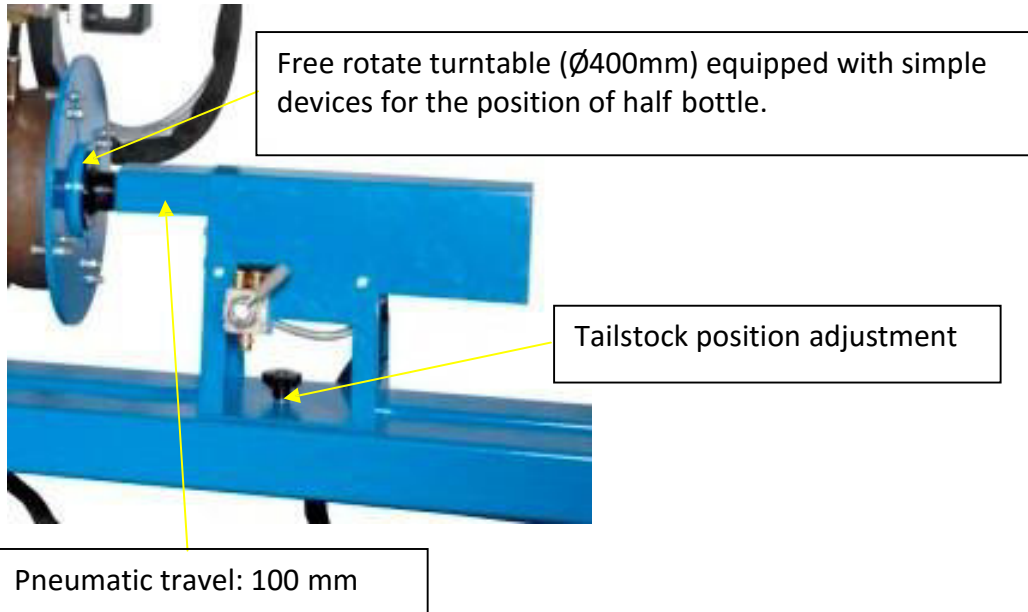 Free rotate turntable (Ø400mm) equipped with simple
devices for the position of half bottle.
Tailstock position adjustment
Pneumatic travel: 100 mm